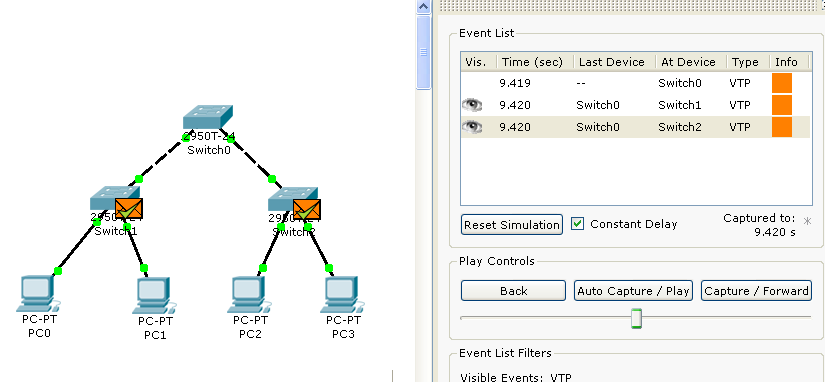 2950T-24
Switch0
2950T-24
Switch1
2950T-24
Switch2
PC-PT
PC0
PC-PT
PC1
PC-PT
PC2
PC-PT
PC3
Event List
Vis. Time (sec) Last Device At Device Type Info
9.419 -- Switch0 VTP
9.420 Switch0 Switch1 VTP
9.420 Switch0 Switch2 VTP
Reset Simulation Constant Delay Captured to: *
9.420 s
Play Controls
Back Auto Capture / Play Capture / Forward
Event List Filters
Visible Events: VTP